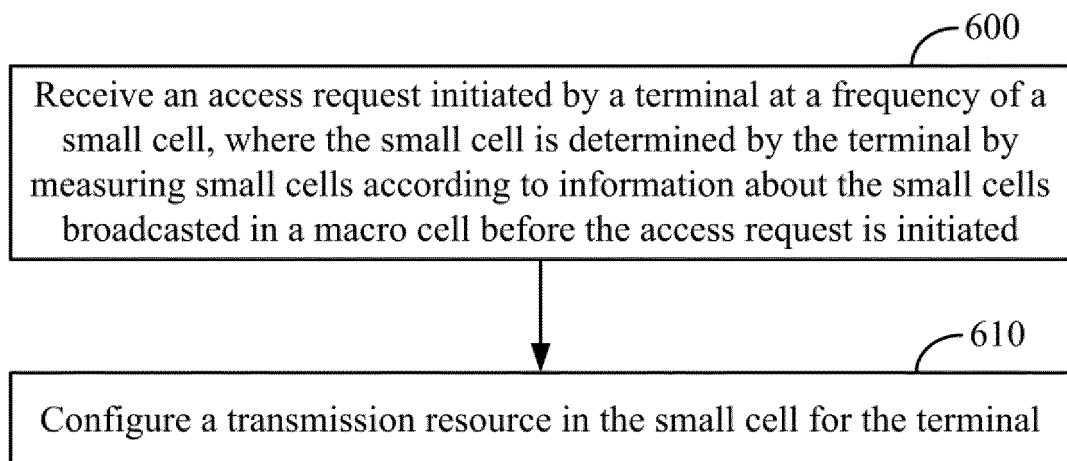 600
Receive an access request initiated by a terminal at a frequency of a
small cell, where the small cell is determined by the terminal by
measuring small cells according to information about the small cells
broadcasted in a macro cell before the access request is initiated
610
Configure a transmission resource in the small cell for the terminal